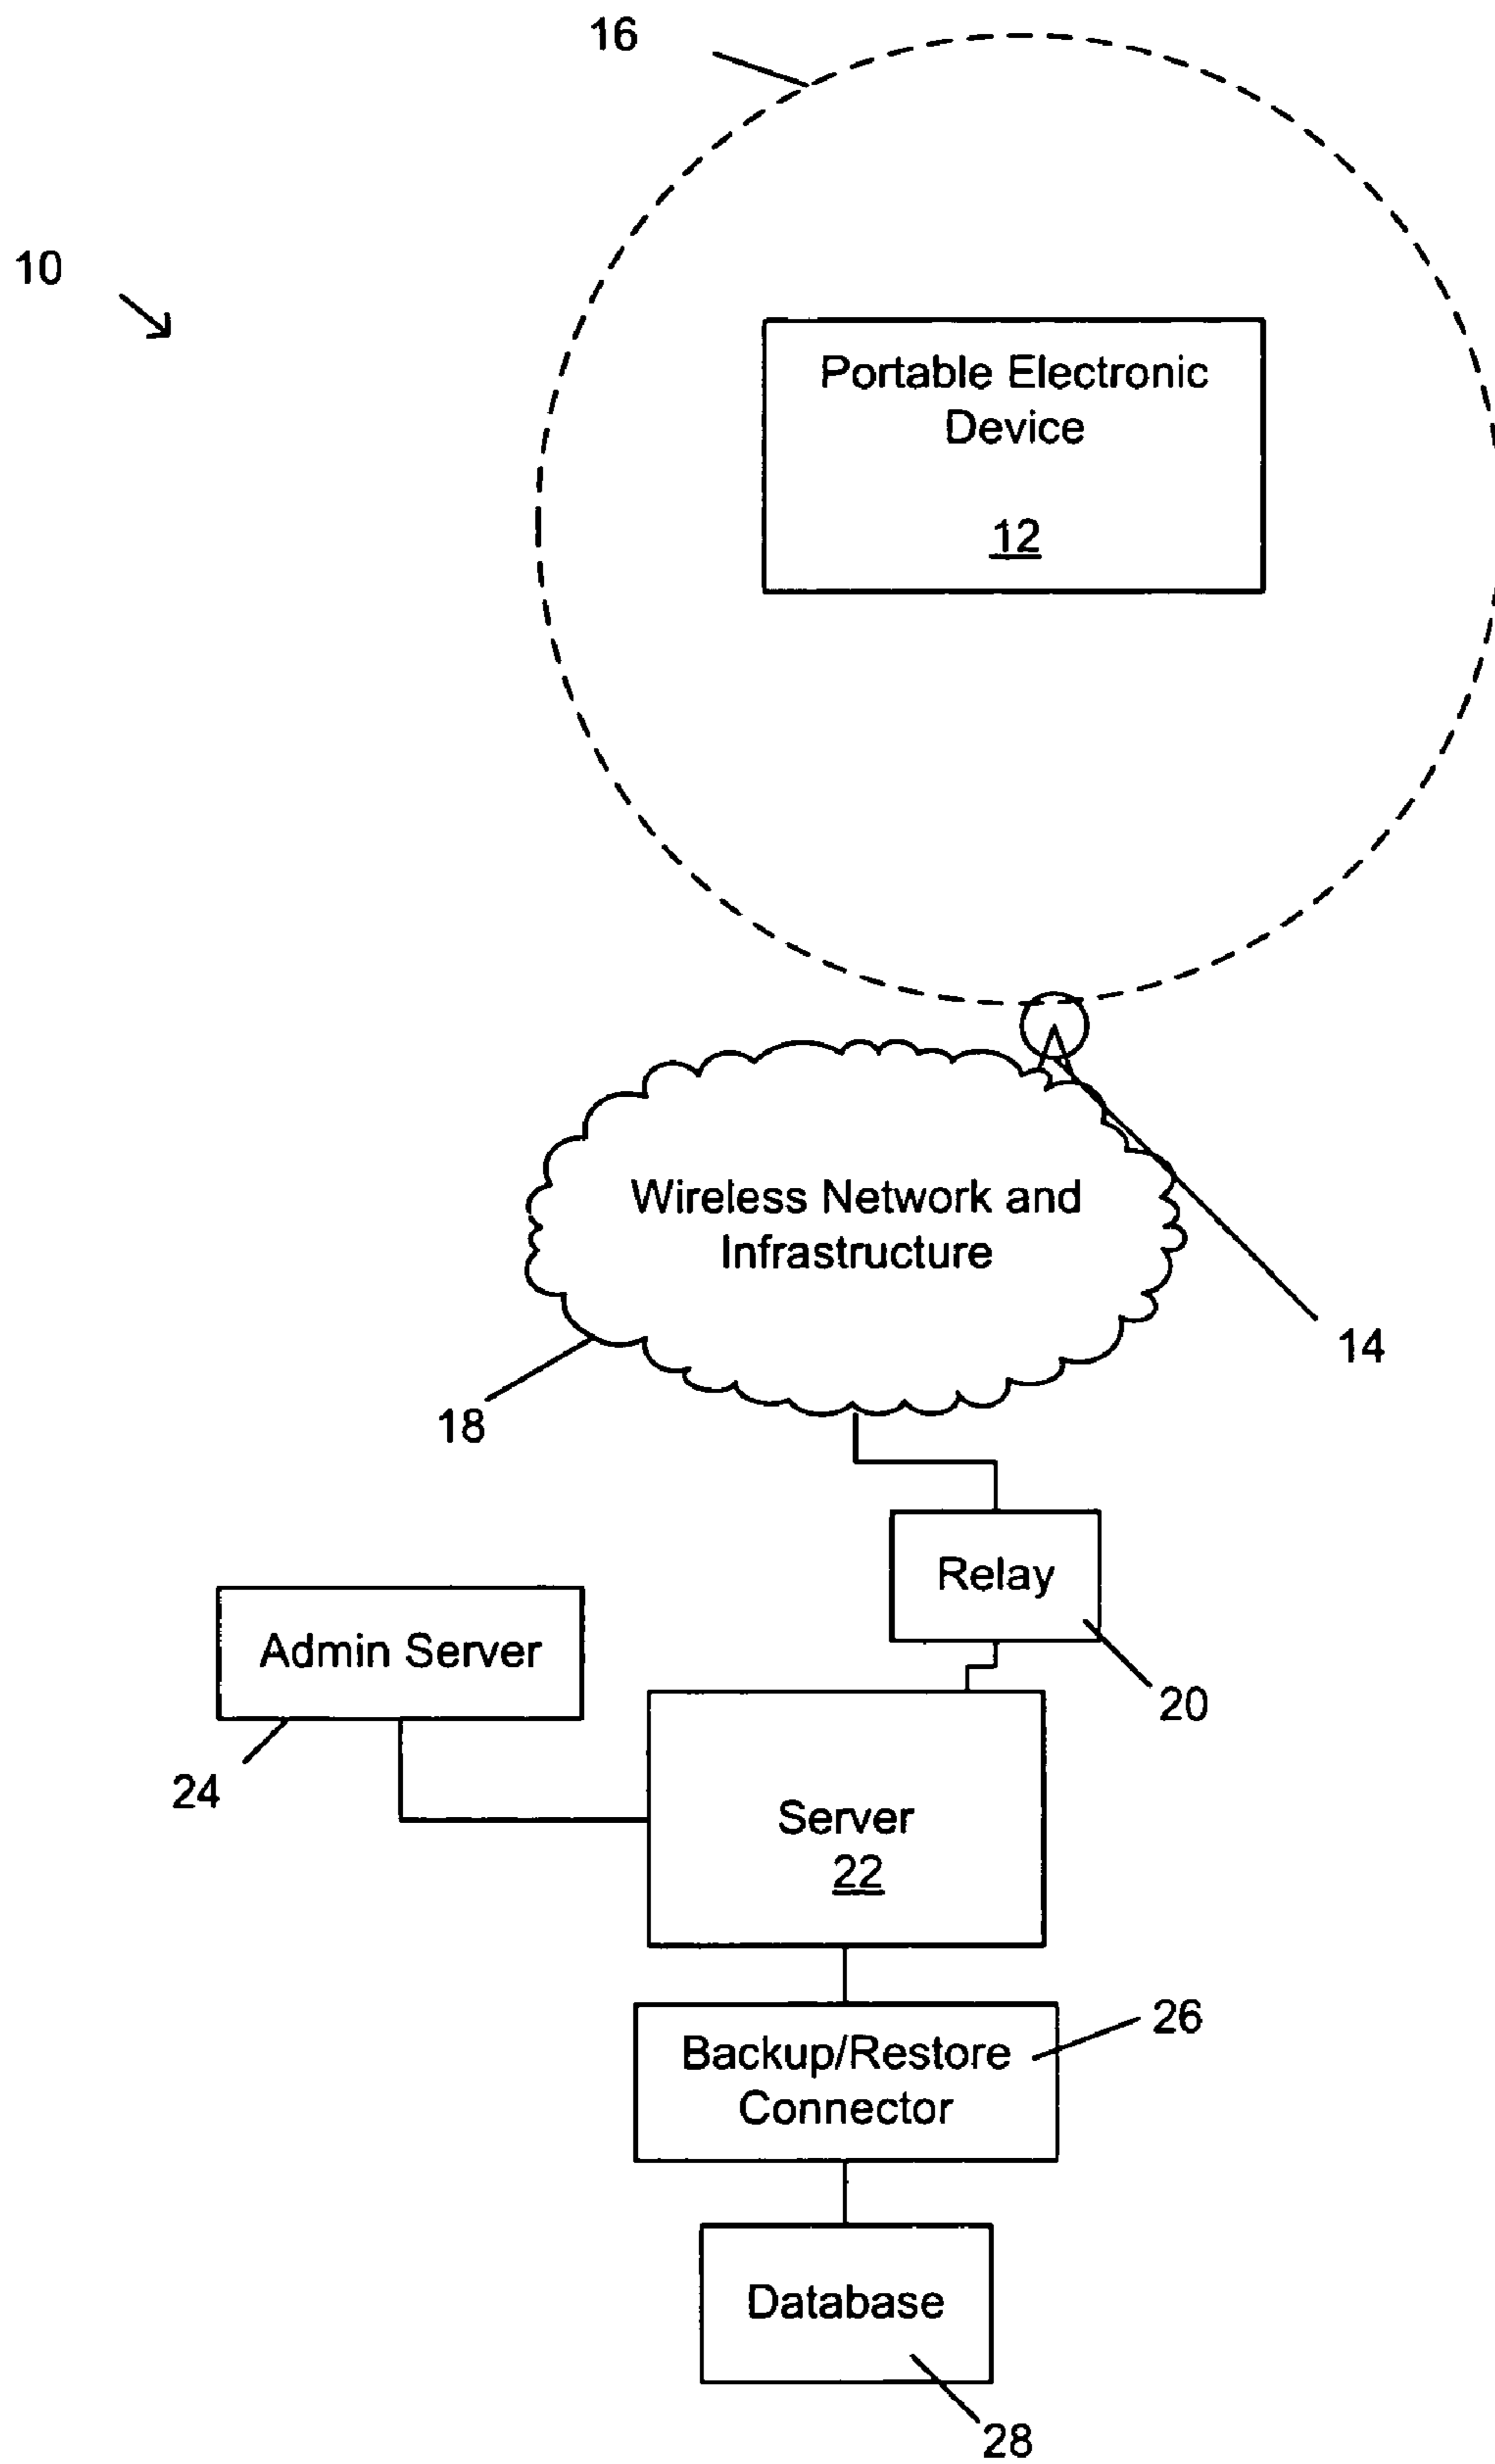 16
10
Portable Electronic
Device
12
Wireless Network and
Infrastructure
14
18
Relay
Admin Server
20
24
Server
22
26
Backup/Restore
Connector
Database
28